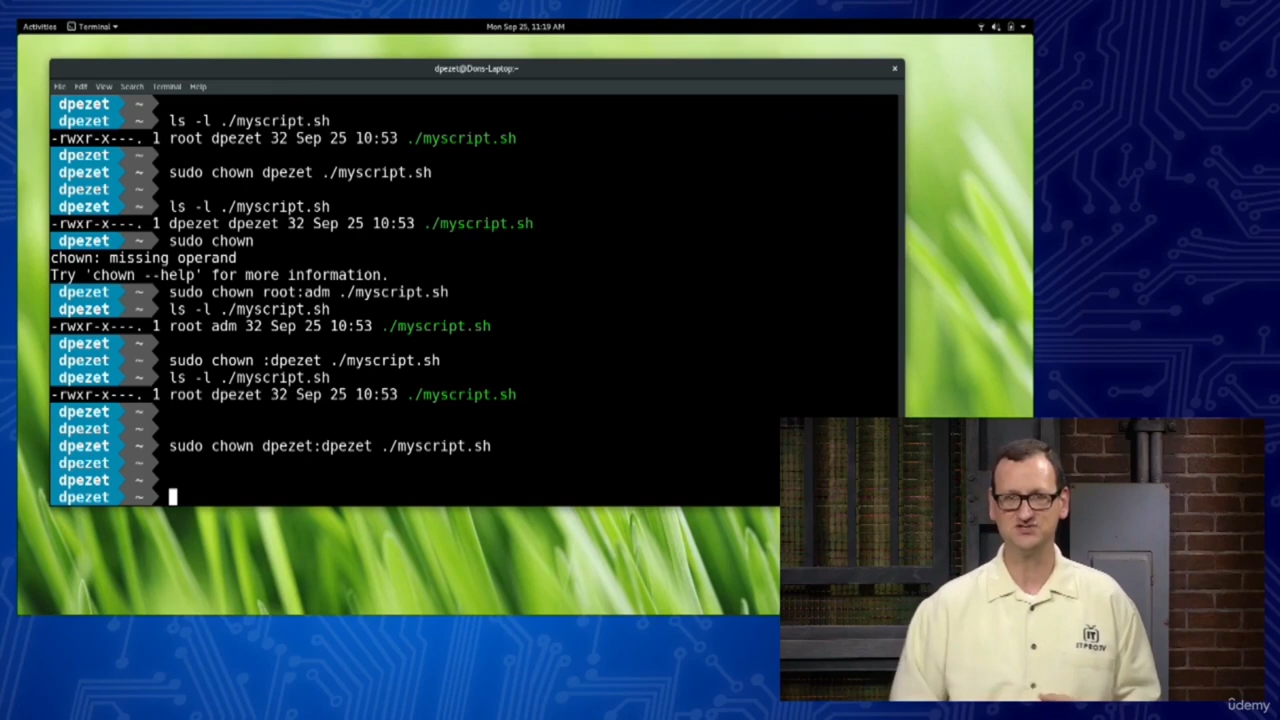 Activities Terminal Mon Sep 25, 11:19 AM
dpezet@Dons-Laptop:~ ×
File Edit View Search Terminal Help
dpezet ~
dpezet ~ ls -l ./myscript.sh
-rwxr-x---. 1 root dpezet 32 Sep 25 10:53 ./myscript.sh
dpezet ~
dpezet ~ sudo chown dpezet ./myscript.sh
dpezet ~
dpezet ~ ls -l ./myscript.sh
-rwxr-x---. 1 dpezet dpezet 32 Sep 25 10:53 ./myscript.sh
dpezet ~ sudo chown
chown: missing operand
Try 'chown --help' for more information.
dpezet ~ sudo chown root:adm ./myscript.sh
dpezet ~ ls -l ./myscript.sh
-rwxr-x---. 1 root adm 32 Sep 25 10:53 ./myscript.sh
dpezet ~
dpezet ~ sudo chown :dpezet ./myscript.sh
dpezet ~ ls -l ./myscript.sh
-rwxr-x---. 1 root dpezet 32 Sep 25 10:53 ./myscript.sh
dpezet ~
dpezet ~
dpezet ~ sudo chown dpezet:dpezet ./myscript.sh
dpezet ~
dpezet ~
dpezet ~
IT
ITPRO.TV
ûdemy